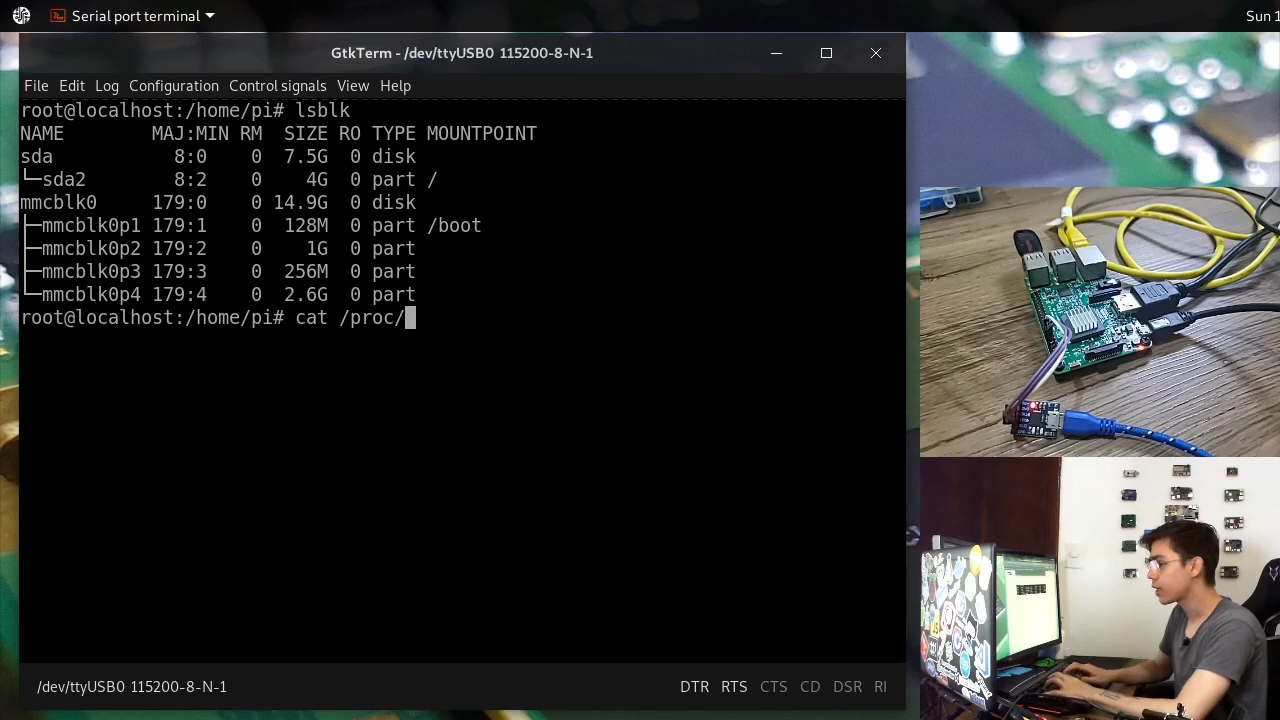 Serial port terminal
Sun 1
GtkTerm - /dev/ttyUSB0 115200-8-N-1
File Edit Log Configuration Control signals View Help
root@localhost:/home/pi# lsblk
NAME MAJ:MIN RM SIZE RO TYPE MOUNTPOINT
sda 8:0 0 7.5G 0 disk
└─sda2 8:2 0 4G 0 part /
mmcblk0 179:0 0 14.9G 0 disk
├─mmcblk0p1 179:1 0 128M 0 part /boot
├─mmcblk0p2 179:2 0 1G 0 part
├─mmcblk0p3 179:3 0 256M 0 part
└─mmcblk0p4 179:4 0 2.6G 0 part
root@localhost:/home/pi# cat /proc/
/dev/ttyUSB0 115200-8-N-1
DTR RTS CTS CD DSR RI